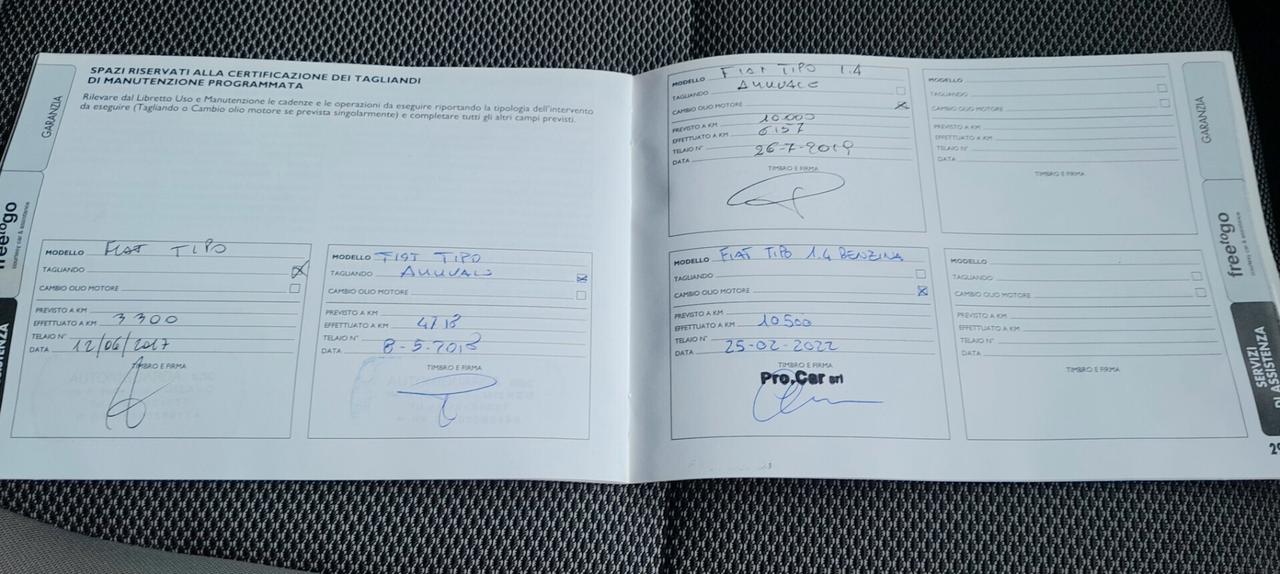 SPAZI RISERVATI ALLA CERTIFICAZIONE DEI TAGLIANDI
DI MANUTENZIONE PROGRAMMATA
Rilevare dal Libretto Uso e Manutenzione le cadenze e le operazioni da eseguire riportando la tipologia dell'intervento
da eseguire (Tagliando o Cambio olio motore se prevista singolarmente) e completare tutti gli altri campi previsti.
GARANZIA
freetogo
MODELLO FIAT TIPO
TAGLIANDO
CAMBIO OLIO MOTORE
PREVISTO A KM
EFFETTUATO A KM 3300
TELAIO N°
DATA 12/06/2017
TIMBRO E FIRMA
MODELLO FIAT TIPO
TAGLIANDO ANNUALE
CAMBIO OLIO MOTORE
PREVISTO A KM
EFFETTUATO A KM 4718
TELAIO N°
DATA 8-5-2018
TIMBRO E FIRMA
MODELLO FIAT TIPO 1.4
TAGLIANDO ANNUALE
CAMBIO OLIO MOTORE
PREVISTO A KM 10.000
EFFETTUATO A KM 6157
TELAIO N°
DATA 26-7-2019
TIMBRO E FIRMA
MODELLO
TAGLIANDO
CAMBIO OLIO MOTORE
PREVISTO A KM
EFFETTUATO A KM
TELAIO N°
DATA
TIMBRO E FIRMA
MODELLO FIAT TIPO 1.4 BENZINA
TAGLIANDO
CAMBIO OLIO MOTORE
PREVISTO A KM
EFFETTUATO A KM 10500
TELAIO N°
DATA 25-02-2022
TIMBRO E FIRMA
Pro.Car srl
MODELLO
TAGLIANDO
CAMBIO OLIO MOTORE
PREVISTO A KM
EFFETTUATO A KM
TELAIO N°
DATA
TIMBRO E FIRMA
GARANZIA
freetogo
SERVIZI
DI ASSISTENZA